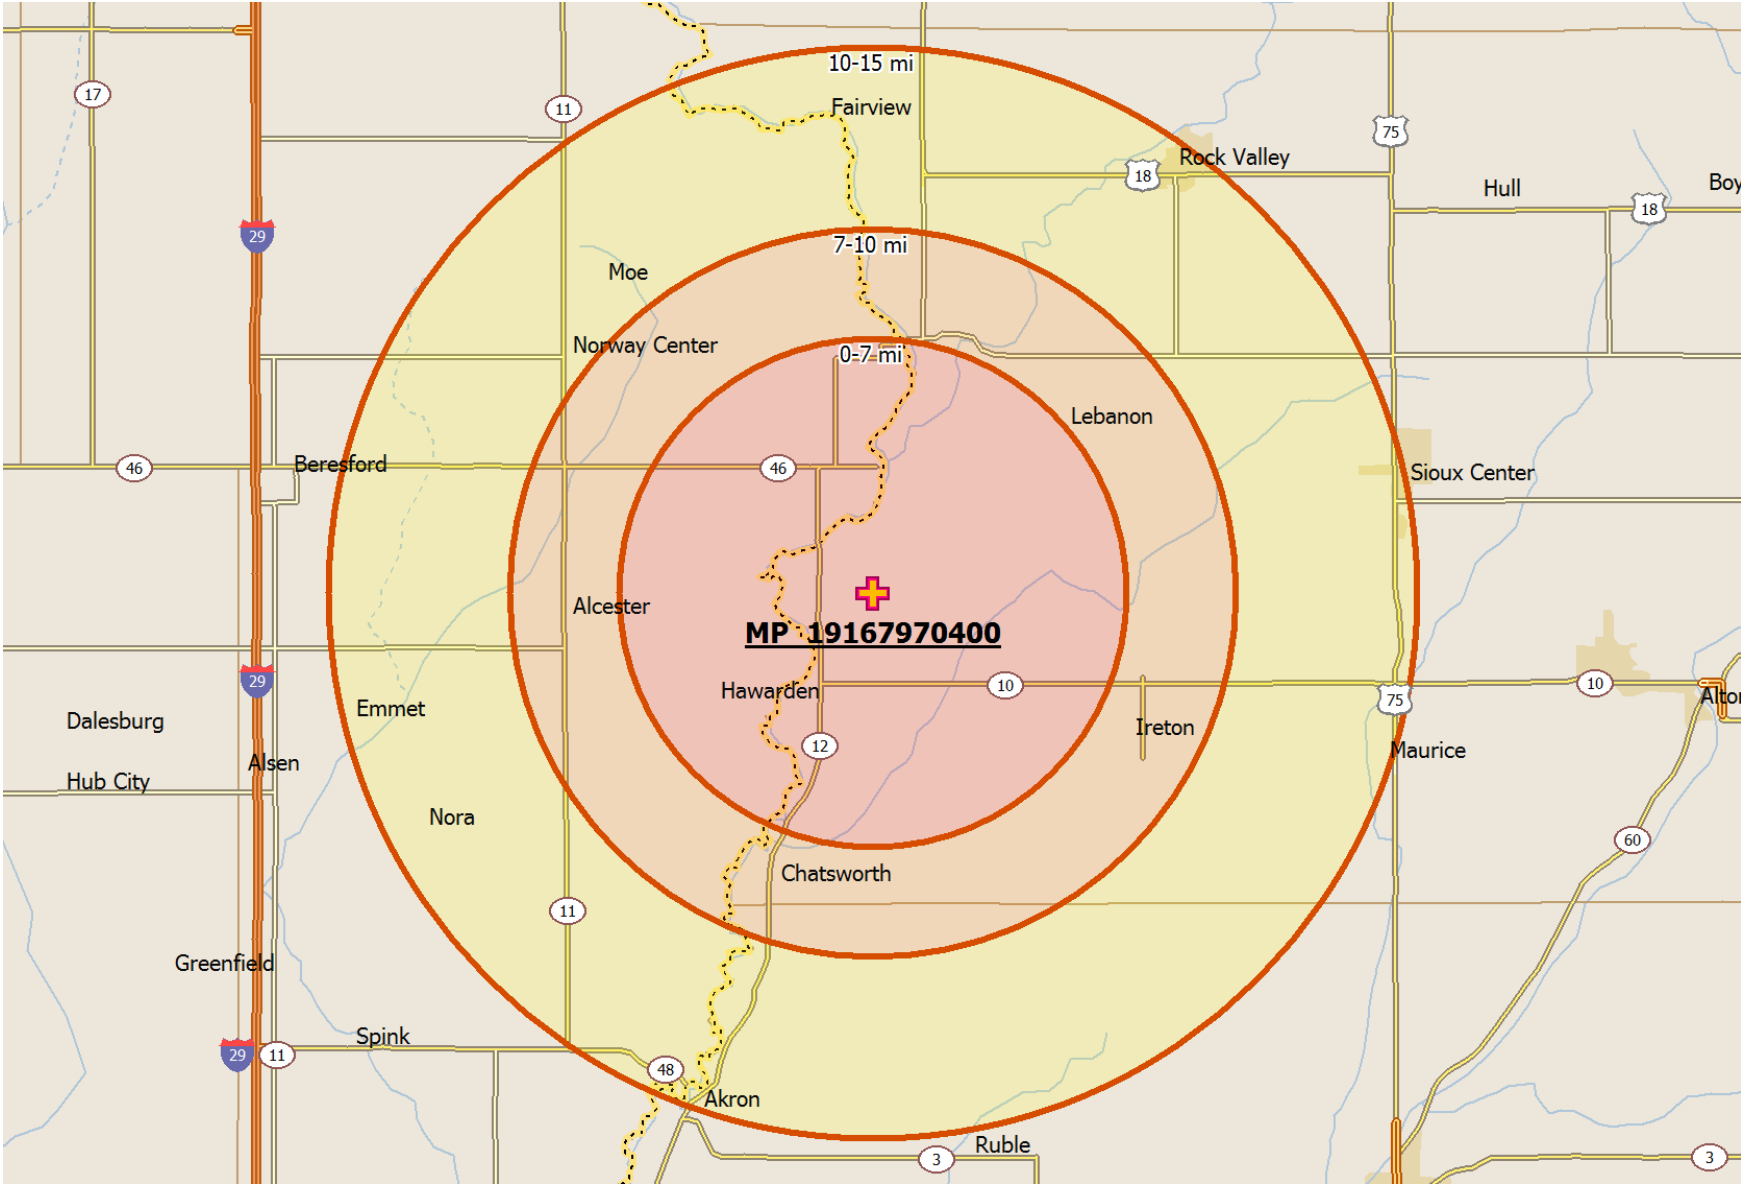 10-15 mi
17
11
Fairview
75
Rock Valley
18
Hull
Boy
18
29
7-10 mi
Moe
Norway Center
0-7 mi
Lebanon
Beresford
46
46
Sioux Center
Alcester
MP 19167970400
29
Hawarden
10
10
75
Alto
Emmet
Dalesburg
Ireton
12
Maurice
Alsen
Hub City
Nora
60
Chatsworth
11
Greenfield
Spink
29
11
48
Akron
Ruble
3
3